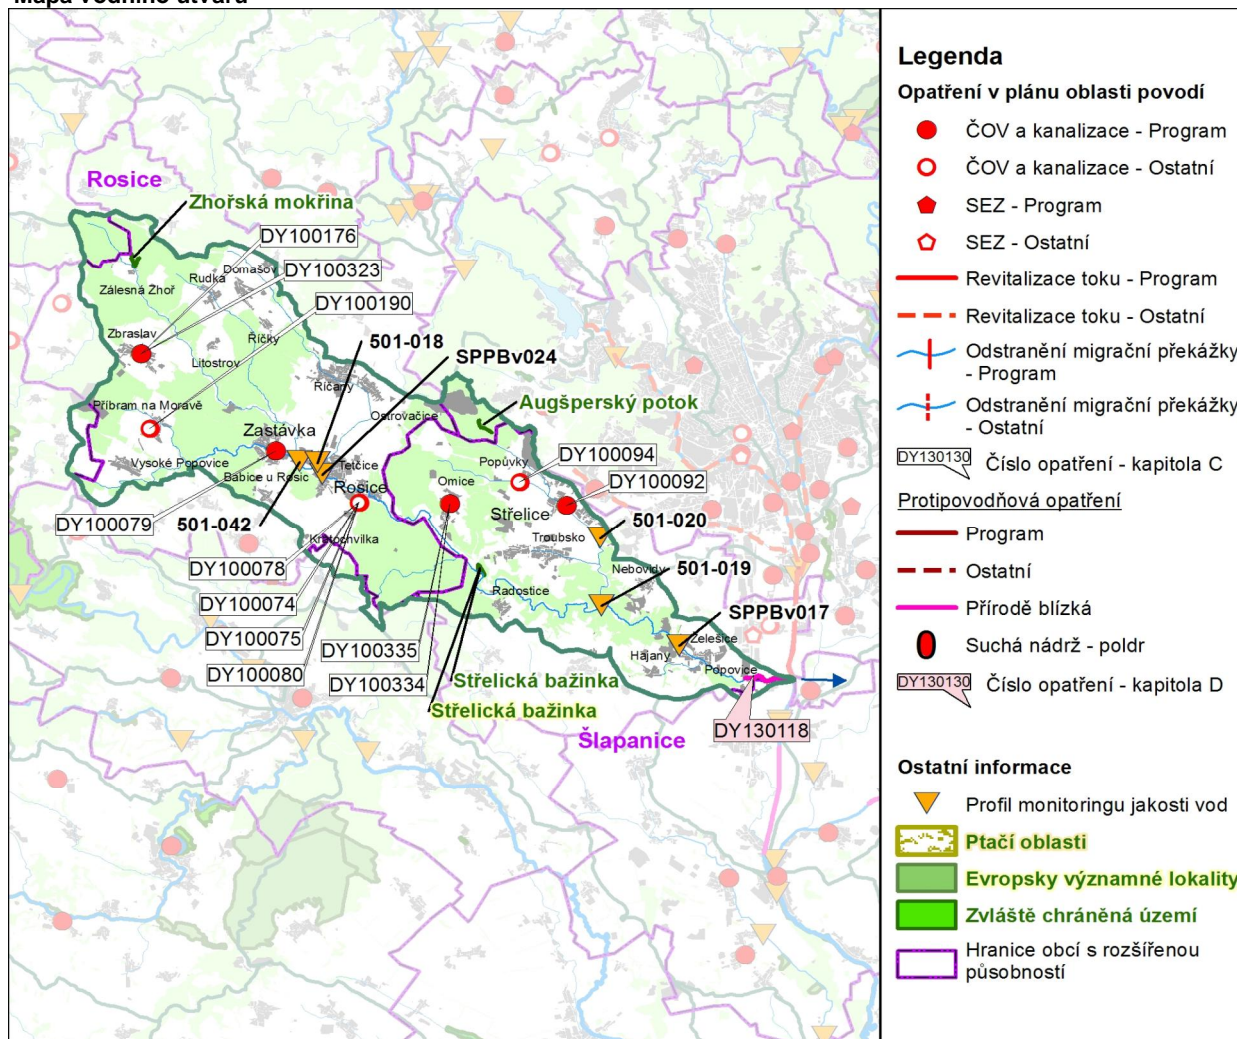 Mapa vodního útvaru
Rosice
Zhořská mokřina
DY100176
DY100323
DY100190
501-018
SPPBv024
Domašov
Rudka
Zálesná Zhoř
Zbraslav
Říčky
Litostrov
Říčany
Ostrovačice
Augšperský potok
Příbram na Moravě
Zastávka
Vysoké Popovice
Babice u Rosic
Tetčice
Rosice
Popůvky
Omice
Střelice
DY100094
DY100092
DY100079
501-042
Kratochvilka
Troubsko
501-020
DY100078
Nebovidy
501-019
DY100074
Radostice
SPPBv017
DY100075
DY100335
Želešice
Hajany
DY100080
DY100334
Popovice
Střelická bažinka
Střelická bažinka
Šlapanice
DY130118
Legenda
Opatření v plánu oblasti povodí
ČOV a kanalizace - Program
ČOV a kanalizace - Ostatní
SEZ - Program
SEZ - Ostatní
Revitalizace toku - Program
Revitalizace toku - Ostatní
Odstranění migrační překážky
- Program
Odstranění migrační překážky
- Ostatní
DY130130
Číslo opatření - kapitola C
Protipovodňová opatření
Program
Ostatní
Přírodě blízká
Suchá nádrž - poldr
DY130130
Číslo opatření - kapitola D
Ostatní informace
Profil monitoringu jakosti vod
Ptačí oblasti
Evropsky významné lokality
Zvláště chráněná území
Hranice obcí s rozšířenou
působností